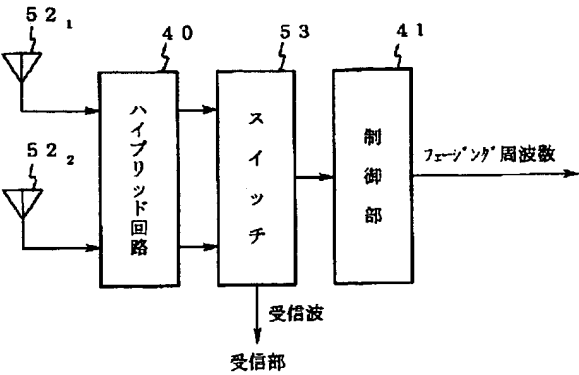 52₁
40
53
41
52₂
ハイブリッド回路
スイッチ
制御部
フェージング周波数
受信波
受信部